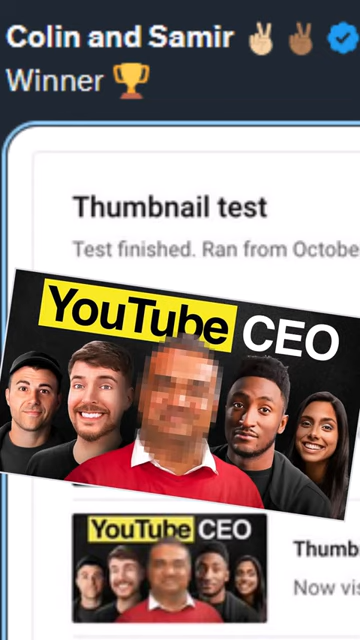 Colin and Samir ✌🏼✌🏾
Winner 🏆
Thumbnail test
Test finished. Ran from Octobe
YouTube CEO
YouTube CEO
Thumb
Now vis